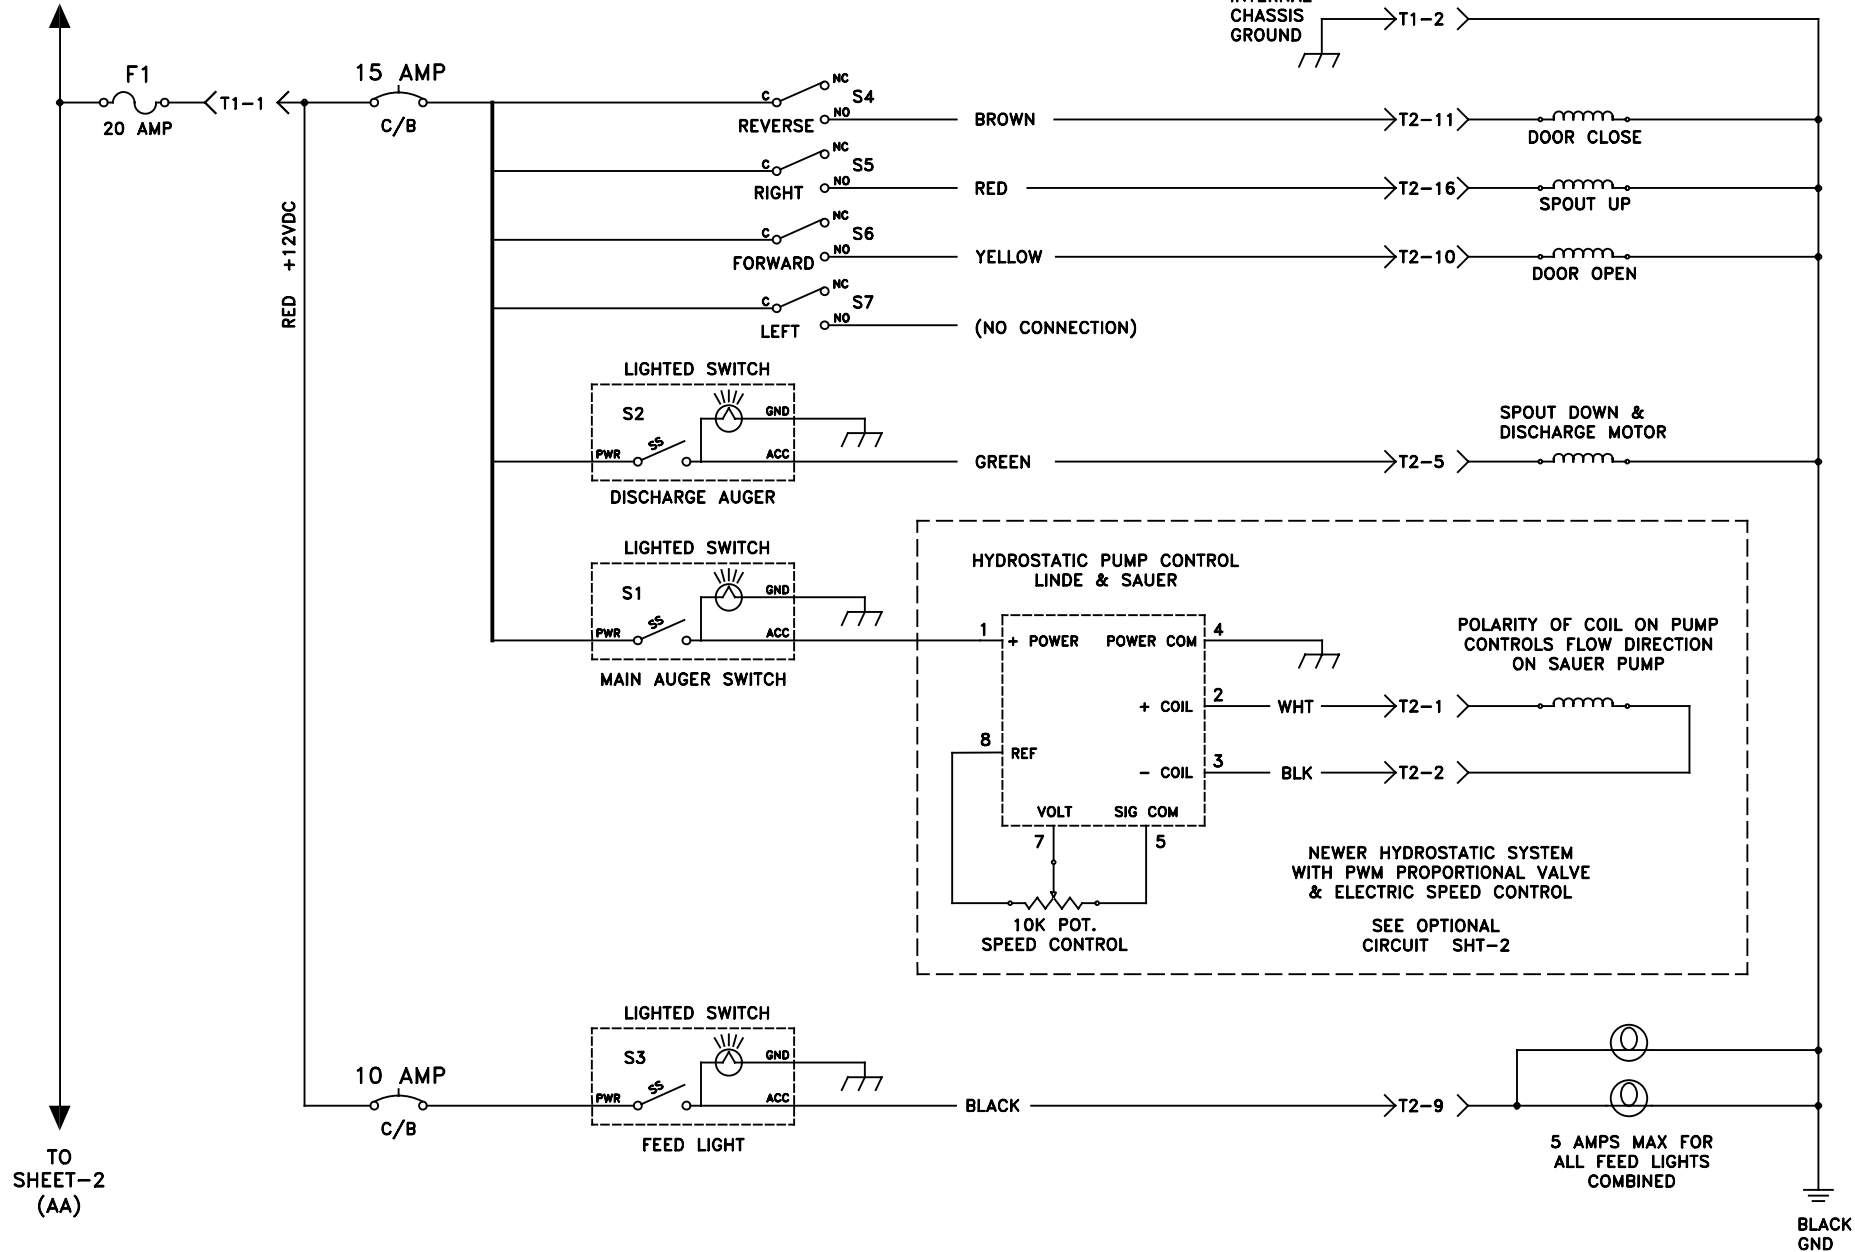 CHASSIS
GROUND
T1-2
F1
20 AMP
T1-1
15 AMP
C/B
RED +12VDC
C
NC
S4
NO
REVERSE
BROWN
T2-11
DOOR CLOSE
C
NC
S5
NO
RIGHT
RED
T2-16
SPOUT UP
C
NC
S6
NO
FORWARD
YELLOW
T2-10
DOOR OPEN
C
NC
S7
NO
LEFT
(NO CONNECTION)
LIGHTED SWITCH
S2
GND
SS
PWR
ACC
DISCHARGE AUGER
GREEN
T2-5
SPOUT DOWN &
DISCHARGE MOTOR
LIGHTED SWITCH
S1
GND
SS
PWR
ACC
MAIN AUGER SWITCH
HYDROSTATIC PUMP CONTROL
LINDE & SAUER
1
+ POWER
POWER COM
4
+ COIL
2
WHT
T2-1
8
REF
- COIL
3
BLK
T2-2
VOLT
SIG COM
7
5
10K POT.
SPEED CONTROL
POLARITY OF COIL ON PUMP
CONTROLS FLOW DIRECTION
ON SAUER PUMP
NEWER HYDROSTATIC SYSTEM
WITH PWM PROPORTIONAL VALVE
& ELECTRIC SPEED CONTROL
SEE OPTIONAL
CIRCUIT SHT-2
10 AMP
C/B
LIGHTED SWITCH
S3
GND
SS
PWR
ACC
FEED LIGHT
BLACK
T2-9
5 AMPS MAX FOR
ALL FEED LIGHTS
COMBINED
TO
SHEET-2
(AA)
BLACK
GND